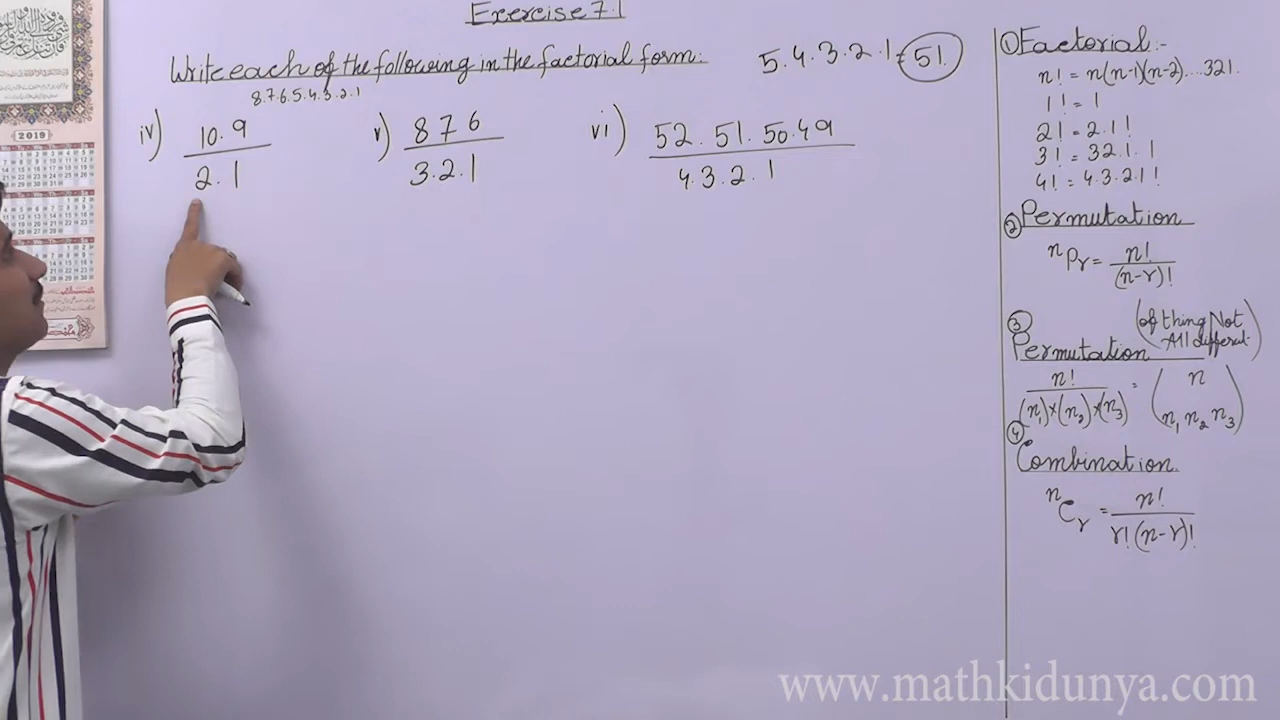 Exercise 7.1
Write each of the following in the factorial form:
5.4.3.2.1 = 5!
8.7.6.5.4.3.2.1
iv) 10.9
2.1
v) 8 7 6
3.2.1
vi) 52.51.50.49
4.3.2.1
① Factorial:-
n! = n(n-1)(n-2)....321.
1! = 1
2! = 2.1!
3! = 32.1.1
4! = 4.3.2.1!
② Permutation
nPr = n!
(n-r)!
③ (of thing Not
All different)
Permutation
n!
(n1)×(n2)×(n3)
= (n
n1 n2 n3)
④
Combination
nCr = n!
r!(n-r)!
2019
www.mathkidunya.com